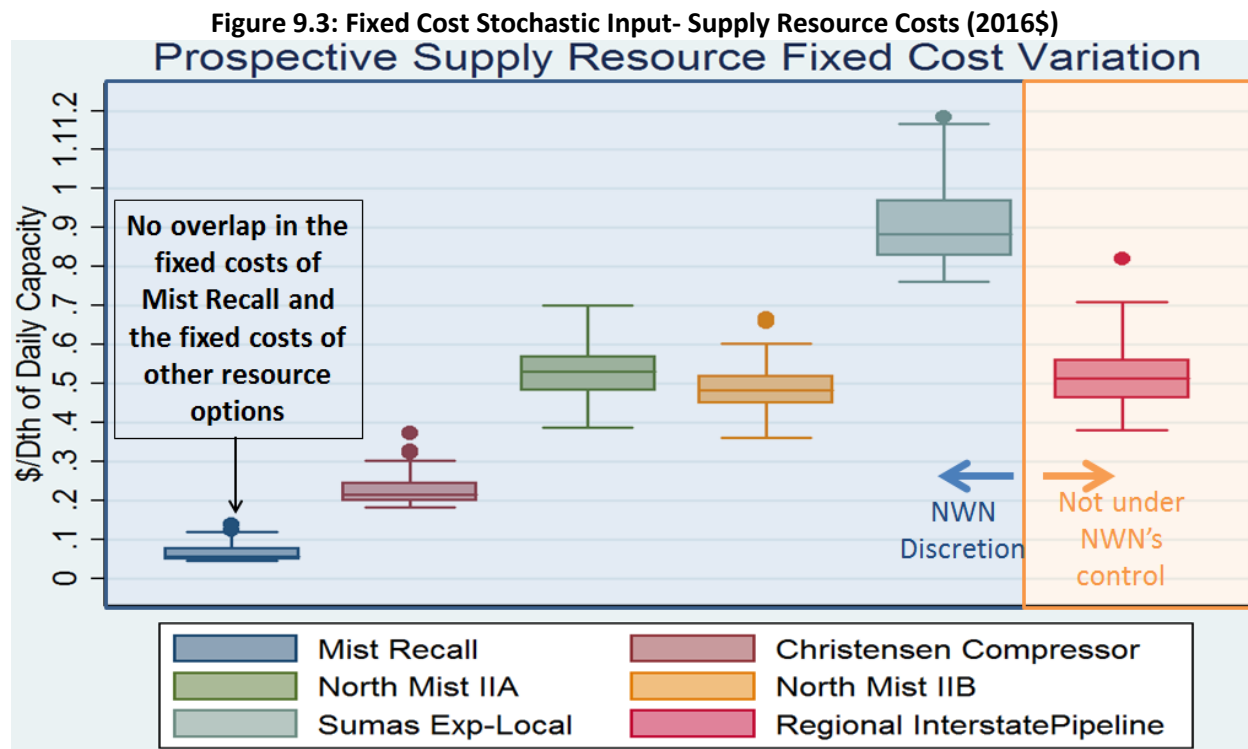 Figure 9.3: Fixed Cost Stochastic Input- Supply Resource Costs (2016$)
Prospective Supply Resource Fixed Cost Variation
$/Dth of Daily Capacity
0 .1 .2 .3 .4 .5 .6 .7 .8 .9 1 1.11.2
No overlap in the
fixed costs of
Mist Recall and
the fixed costs of
other resource
options
NWN
Discretion
Not under
NWN’s
control
Mist Recall
Christensen Compressor
North Mist IIA
North Mist IIB
Sumas Exp-Local
Regional InterstatePipeline